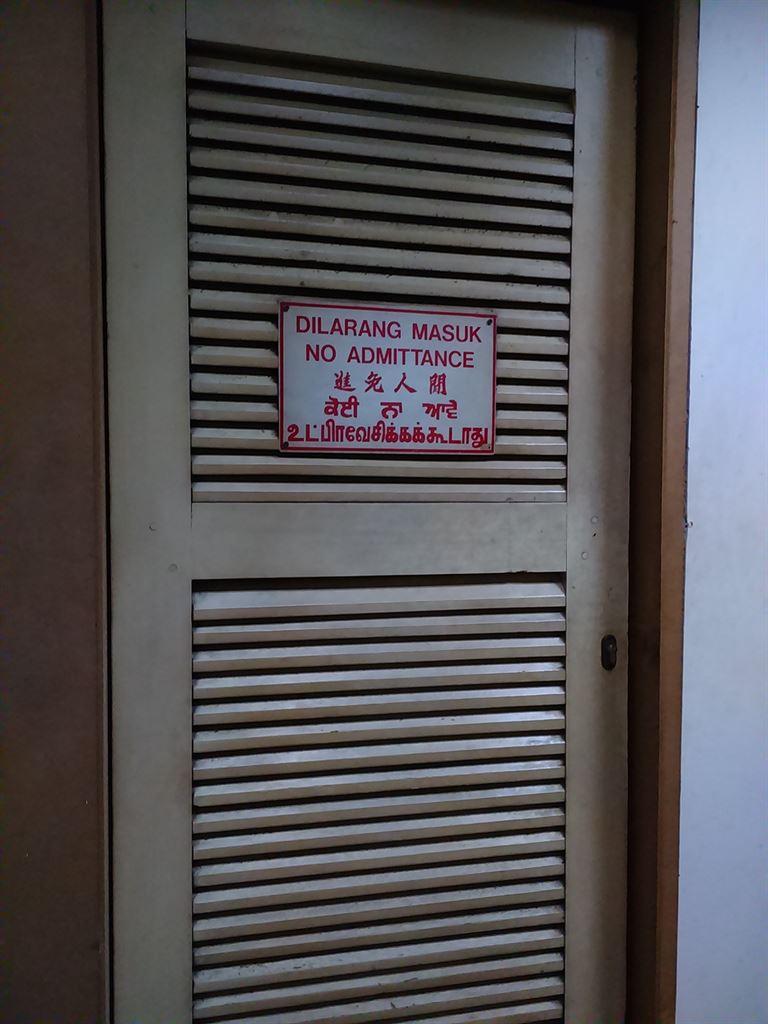 DILARANG MASUK
NO ADMITTANCE
進免人閒
ਕੋਈ ਨਾ ਆਵੇ
உட்பிரவேசிக்கக்கூடாது